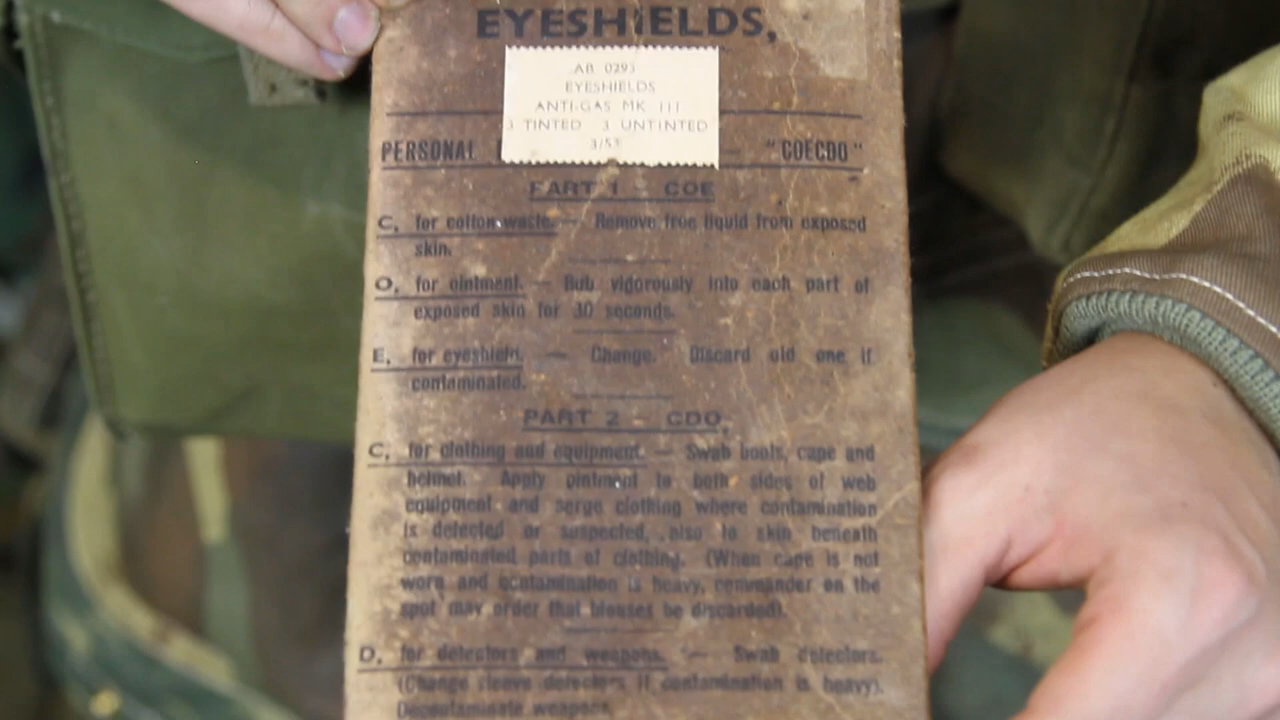 EYESHIELDS,
AB 0293
EYESHIELDS
ANTI-GAS MK III
3 TINTED 3 UNTINTED
3/53
PERSONAL — "COECDO"
PART 1 - COE
C, for cotton waste. — Remove free liquid from exposed
skin.
O, for ointment. — Rub vigorously into each part of
exposed skin for 30 seconds.
E, for eyeshield. — Change. Discard old one if
contaminated.
PART 2 - CDO.
C, for clothing and equipment. — Swab boots, cape and
helmet. Apply ointment to both sides of web
equipment and serge clothing where contamination
is detected or suspected, also to skin beneath
contaminated parts of clothing. (When cape is not
worn and contamination is heavy, commander on the
spot may order that blouses be discarded).
D, for detectors and weapons. — Swab detectors.
(Change sleeve detectors if contamination is heavy).
Decontaminate weapons.